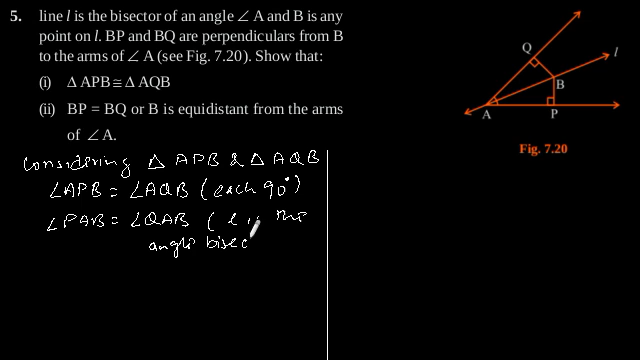 5. line l is the bisector of an angle ∠ A and B is any
point on l. BP and BQ are perpendiculars from B
to the arms of ∠ A (see Fig. 7.20). Show that:
(i) Δ APB ≅ Δ AQB
(ii) BP = BQ or B is equidistant from the arms
of ∠ A.
Q
l
B
A
P
Fig. 7.20
Considering Δ APB & Δ AQB
∠APB = ∠AQB (each 90°)
∠PAB = ∠QAB (l is the
angle bisec